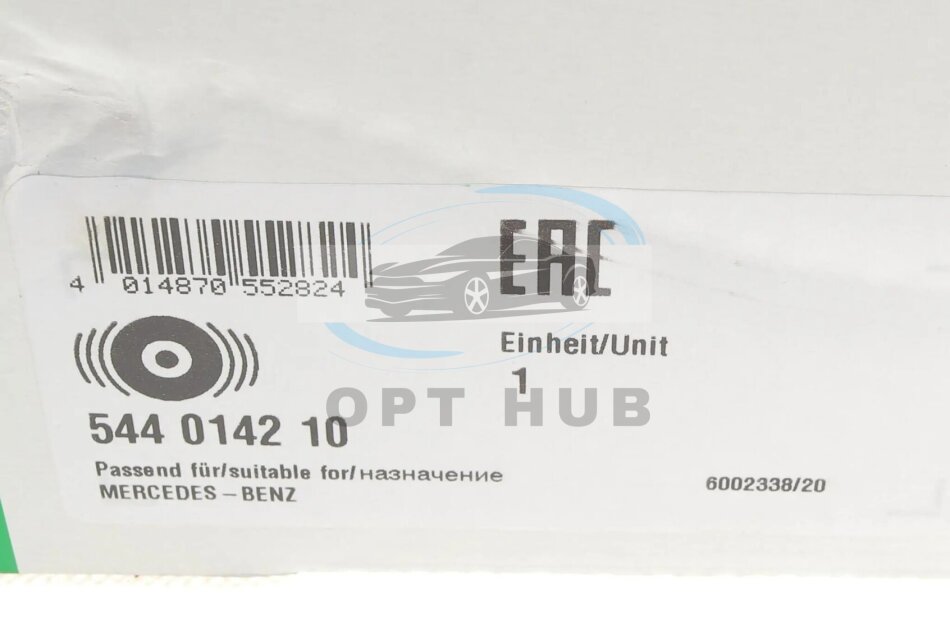 4 014870 552824
EAC
Einheit/Unit
1
OPT HUB
544 0142 10
Passend für/suitable for/назначение
MERCEDES-BENZ
6002338/20